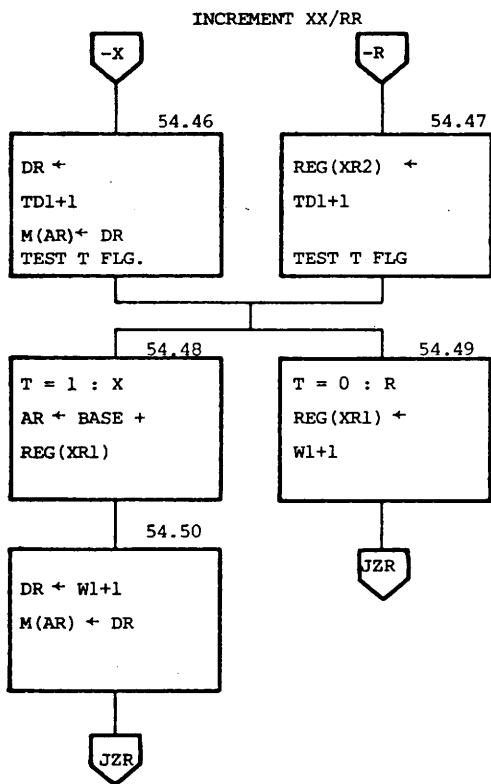 INCREMENT XX/RR
-X
-R
54.46
DR ←
TD1+1
M(AR)← DR
TEST T FLG.
54.47
REG(XR2) ←
TD1+1
TEST T FLG
54.48
T = 1 : X
AR ← BASE +
REG(XR1)
54.49
T = 0 : R
REG(XR1) ←
W1+1
54.50
DR ← W1+1
M(AR) ← DR
JZR
JZR